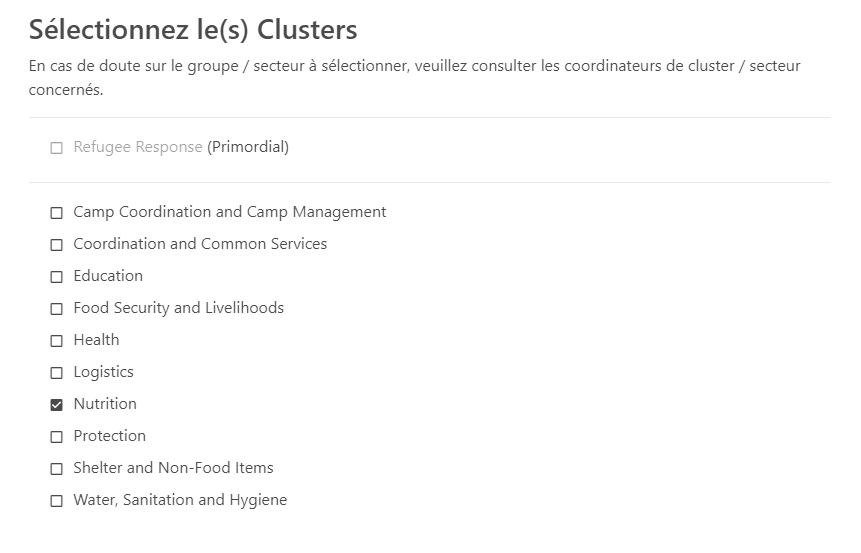 Sélectionnez le(s) Clusters
En cas de doute sur le groupe / secteur à sélectionner, veuillez consulter les coordinateurs de cluster / secteur
concernés.
Refugee Response (Primordial)
Camp Coordination and Camp Management
Coordination and Common Services
Education
Food Security and Livelihoods
Health
Logistics
Nutrition
Protection
Shelter and Non-Food Items
Water, Sanitation and Hygiene